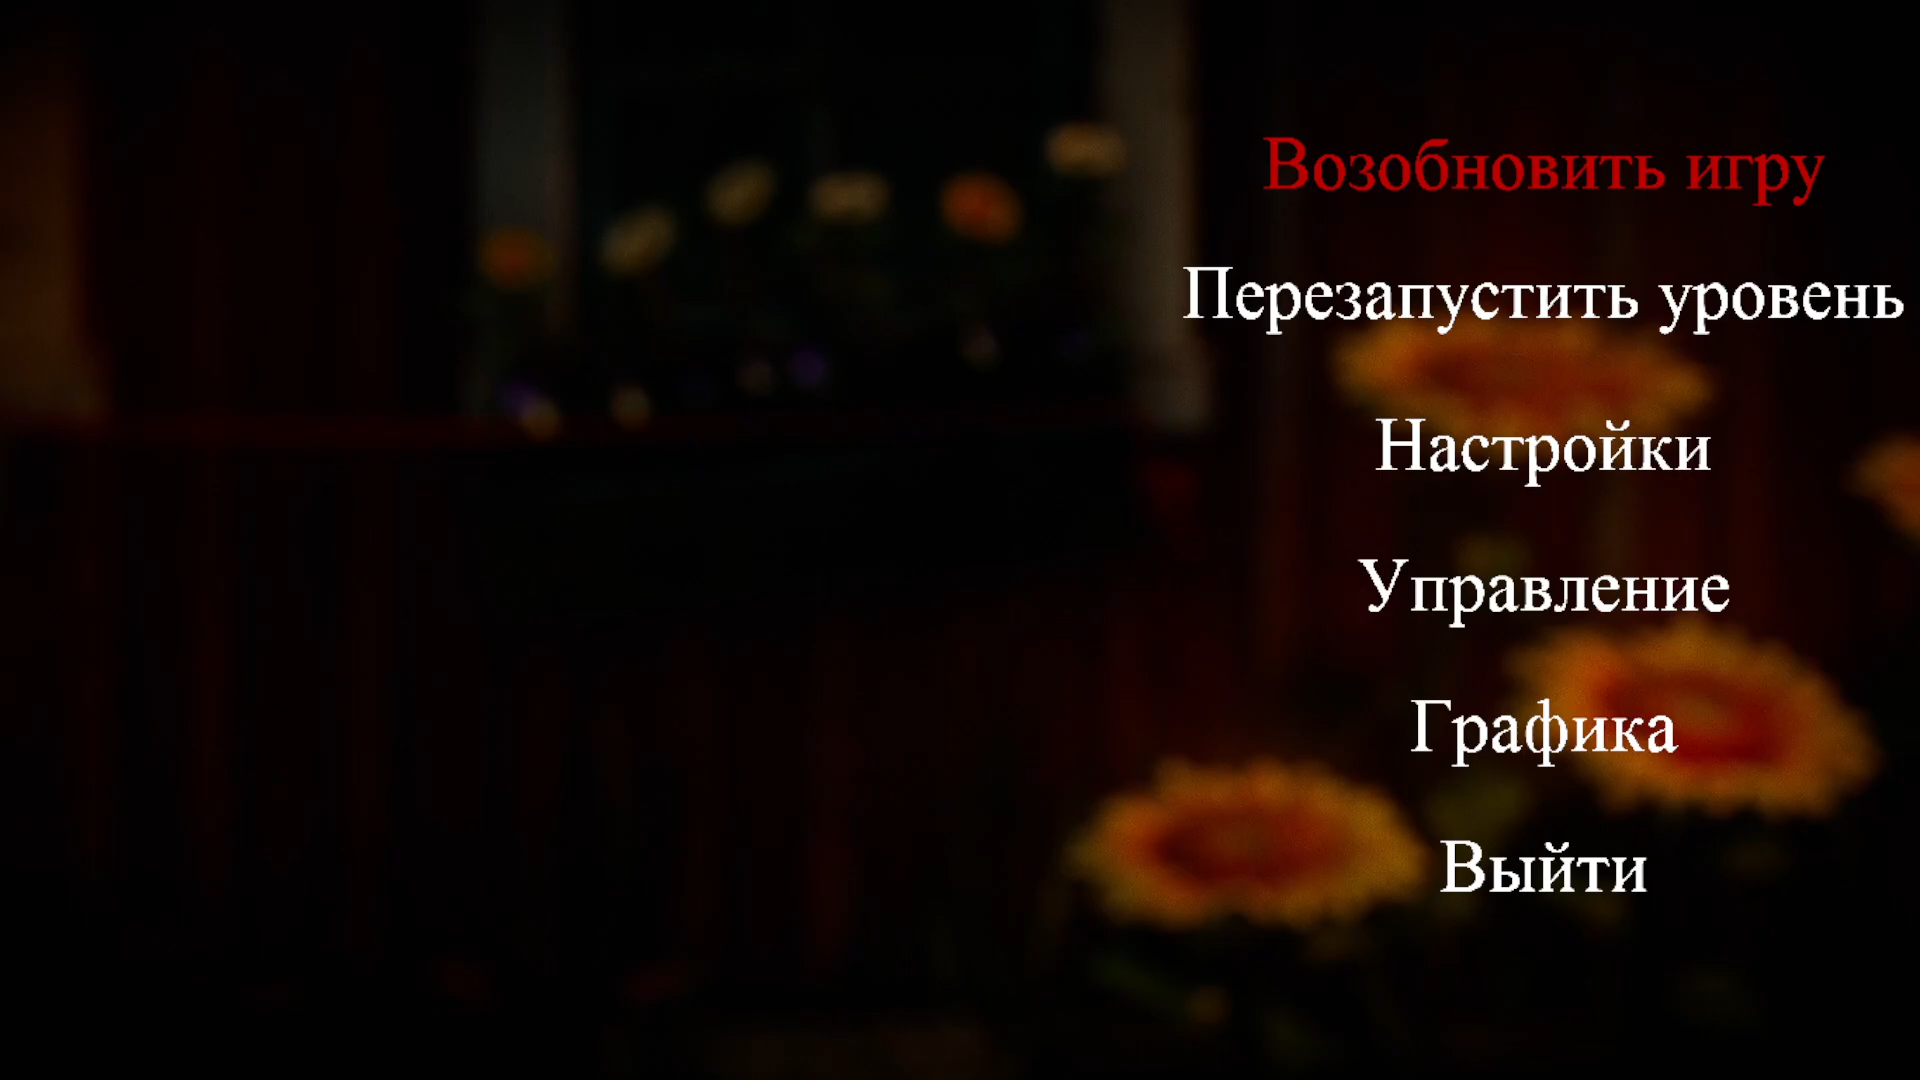 Возобновить игру
Перезапустить уровень
Настройки
Управление
Графика
Выйти